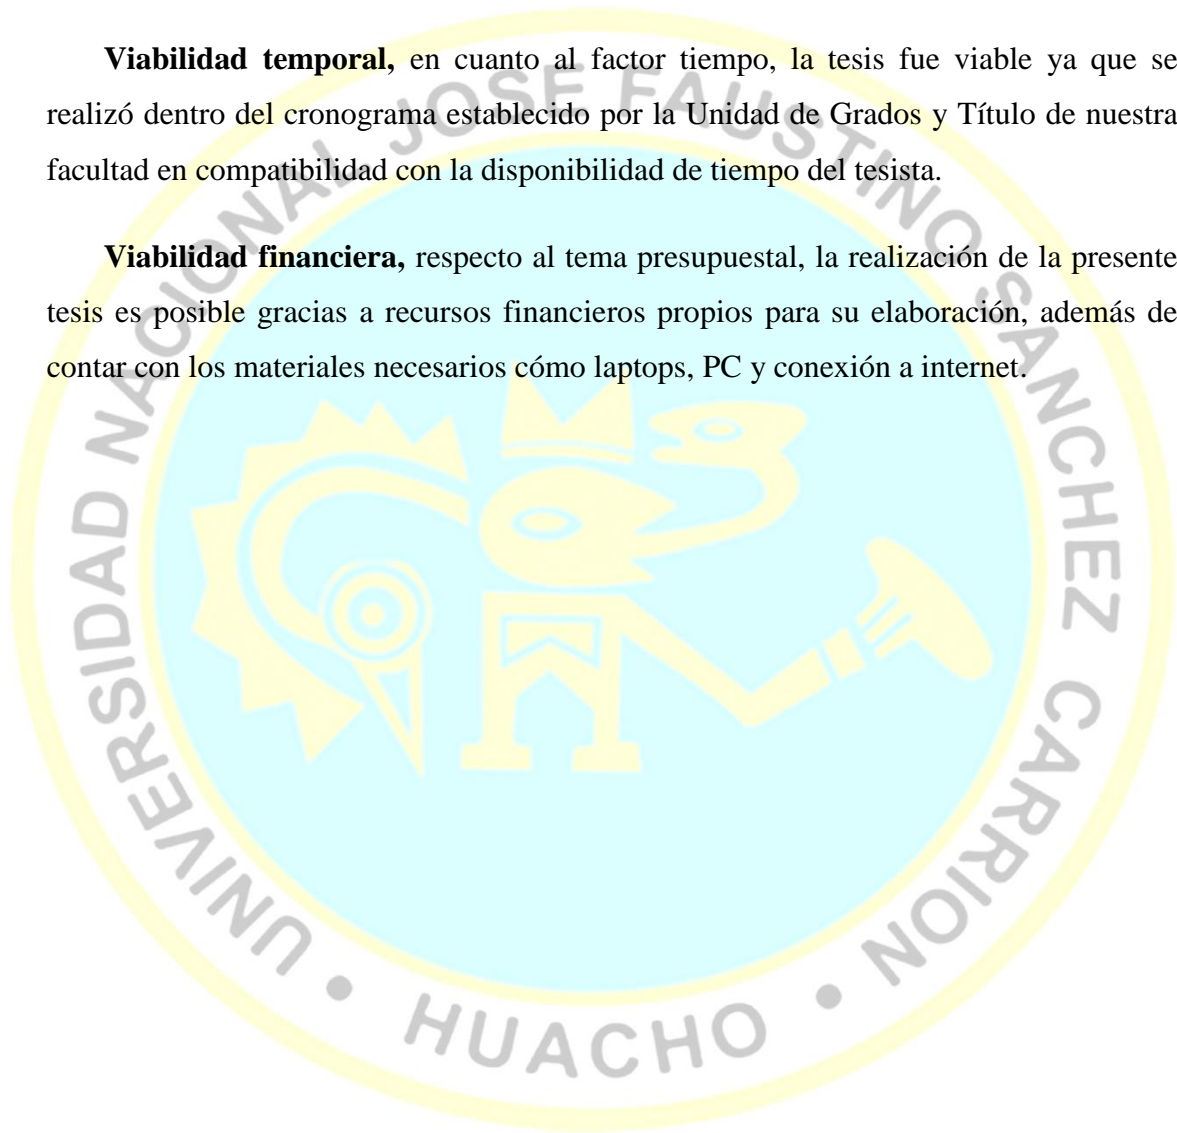 Viabilidad temporal, en cuanto al factor tiempo, la tesis fue viable ya que se
realizó dentro del cronograma establecido por la Unidad de Grados y Título de nuestra
facultad en compatibilidad con la disponibilidad de tiempo del tesista.
Viabilidad financiera, respecto al tema presupuestal, la realización de la presente
tesis es posible gracias a recursos financieros propios para su elaboración, además de
contar con los materiales necesarios cómo laptops, PC y conexión a internet.
UNIVERSIDAD NACIONAL JOSE FAUSTINO SANCHEZ CARRION
• HUACHO •